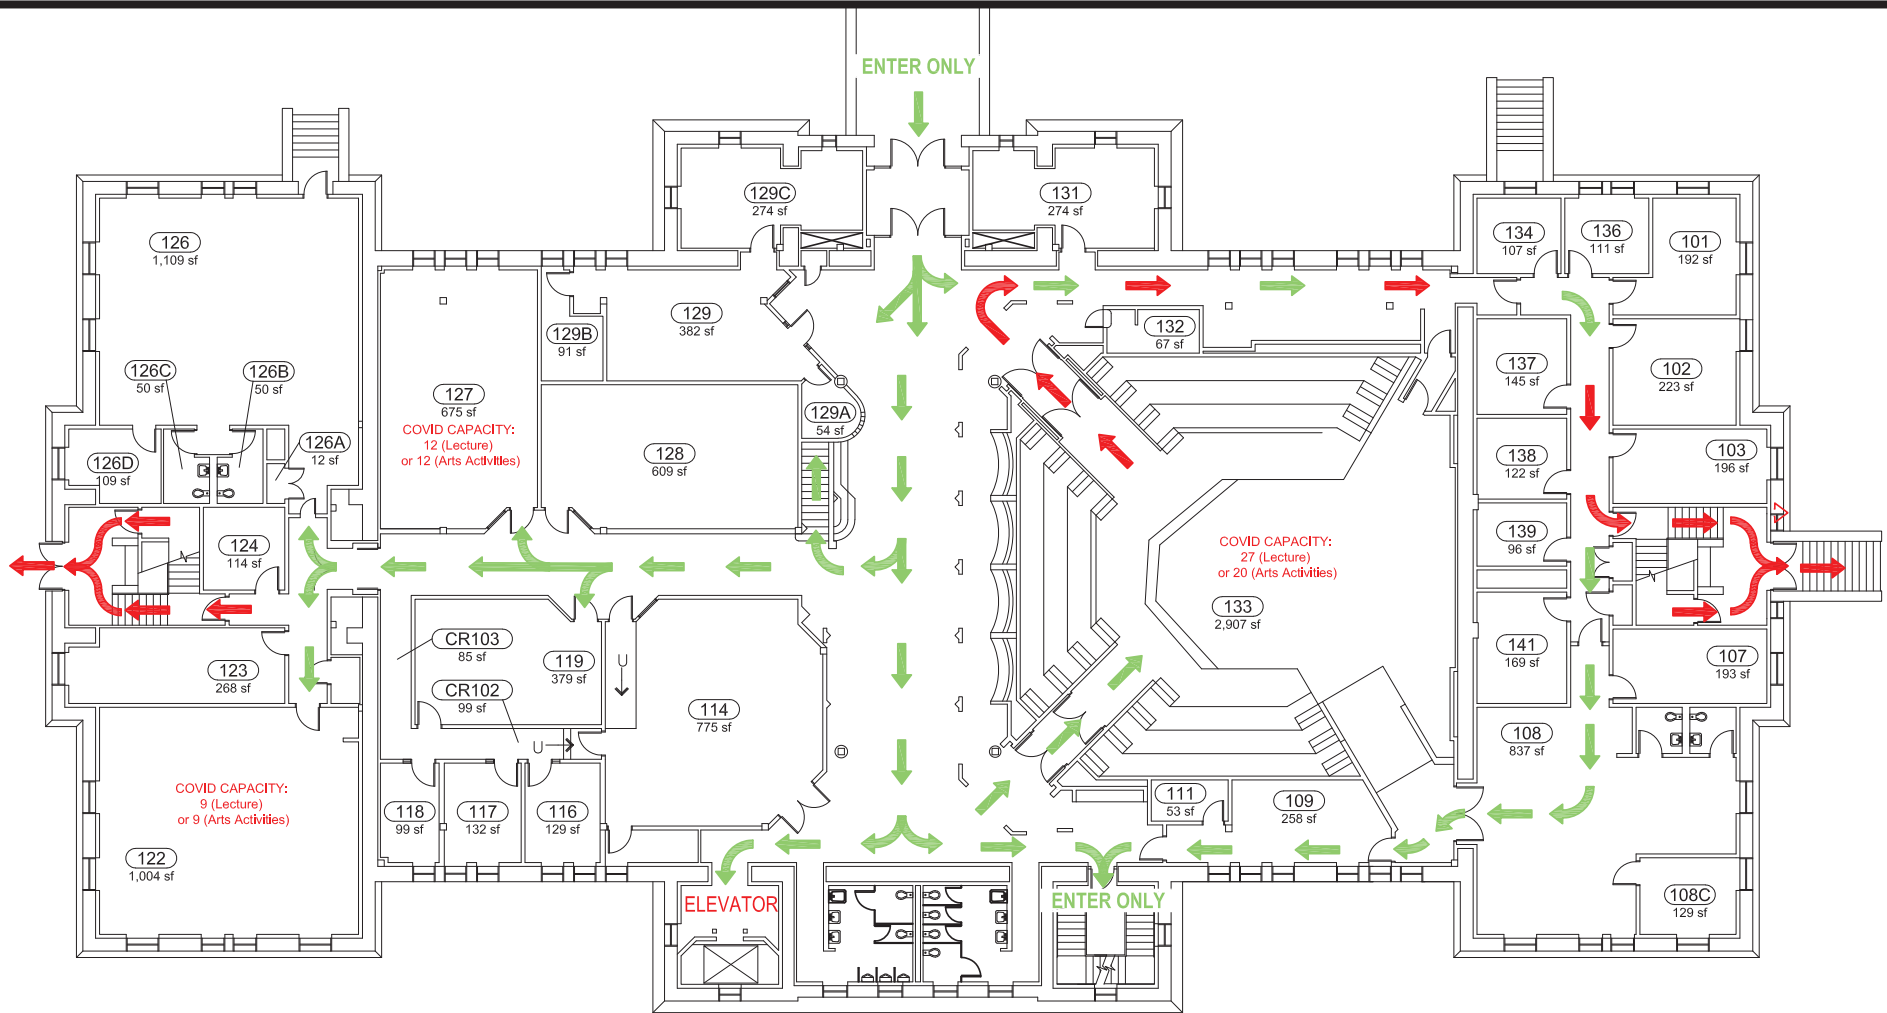 ENTER ONLY
129C
274 sf
131
274 sf
134
107 sf
136
111 sf
101
192 sf
126
1,109 sf
129
382 sf
129B
91 sf
132
67 sf
137
145 sf
102
223 sf
126C
50 sf
126B
50 sf
127
675 sf
COVID CAPACITY:
12 (Lecture)
or 12 (Arts Activities)
129A
54 sf
128
609 sf
126A
12 sf
126D
109 sf
138
122 sf
103
196 sf
124
114 sf
139
96 sf
COVID CAPACITY:
27 (Lecture)
or 20 (Arts Activities)
133
2,907 sf
CR103
85 sf
119
379 sf
U
123
268 sf
CR102
99 sf
141
169 sf
107
193 sf
114
775 sf
U
108
837 sf
COVID CAPACITY:
9 (Lecture)
or 9 (Arts Activities)
118
99 sf
117
132 sf
116
129 sf
111
53 sf
109
258 sf
122
1,004 sf
ELEVATOR
ENTER ONLY
108C
129 sf